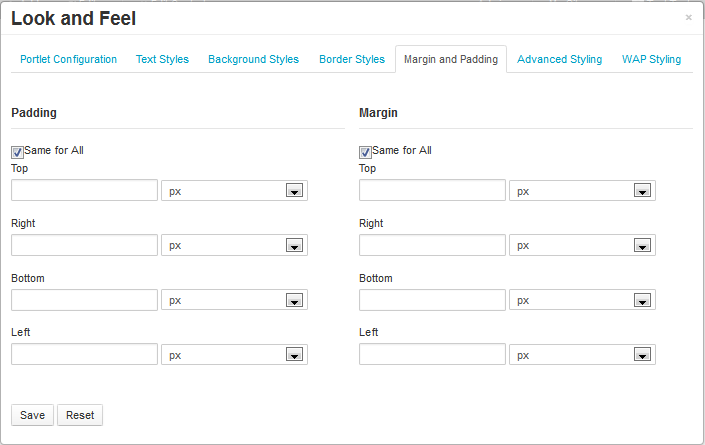 Look and Feel
×
Portlet Configuration Text Styles Background Styles Border Styles Margin and Padding Advanced Styling WAP Styling
Padding
Same for All
Top
px
Right
px
Bottom
px
Left
px
Margin
Same for All
Top
px
Right
px
Bottom
px
Left
px
Save Reset